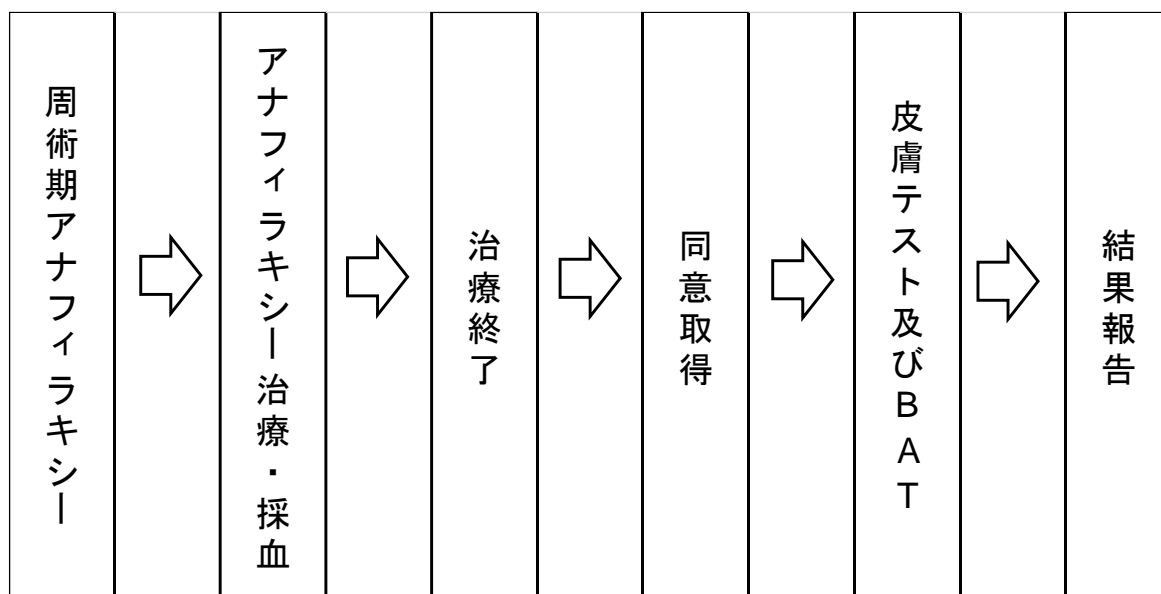 周術期アナフィラキシー
アナフィラキシー治療・採血
治療終了
同意取得
皮膚テスト及びBAT
結果報告